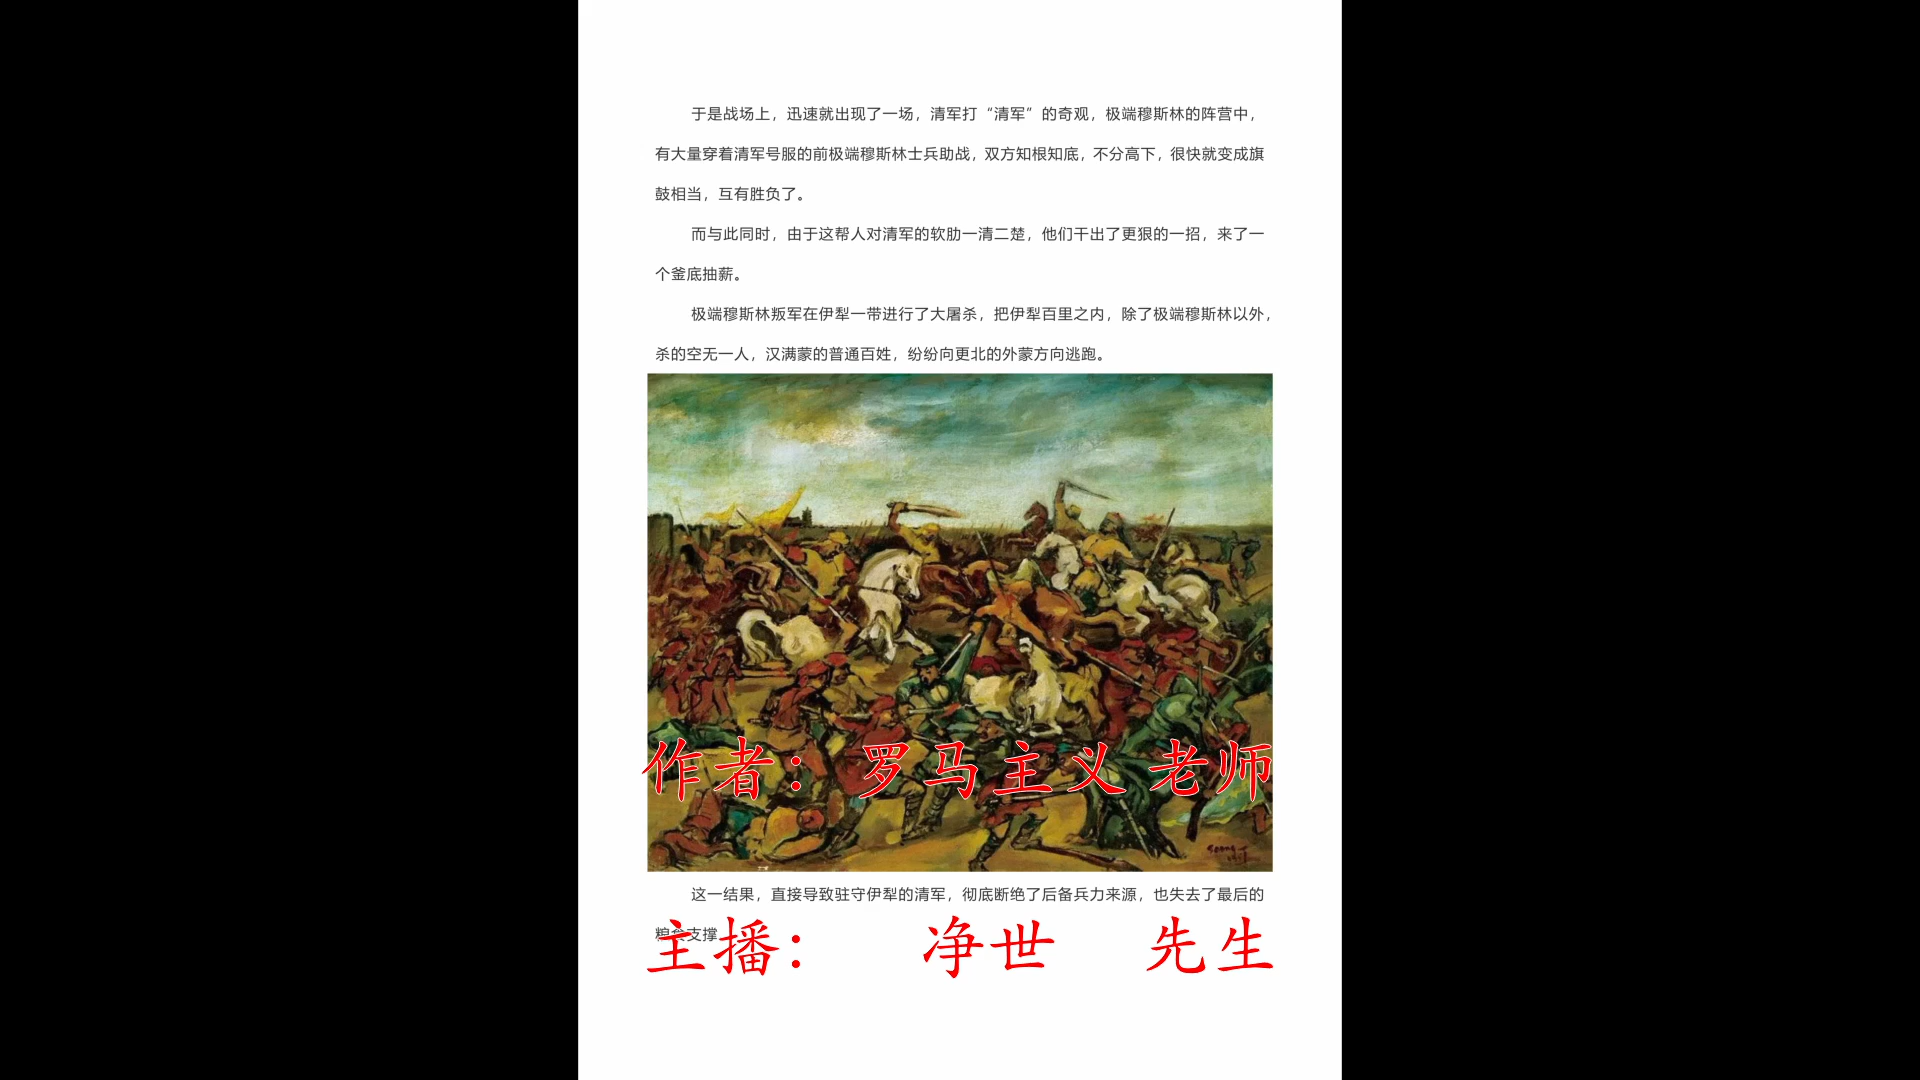 于是战场上，迅速就出现了一场，清军打“清军”的奇观，极端穆斯林的阵营中，
有大量穿着清军号服的前极端穆斯林士兵助战，双方知根知底，不分高下，很快就变成旗
鼓相当，互有胜负了。
而与此同时，由于这帮人对清军的软肋一清二楚，他们干出了更狠的一招，来了一
个釜底抽薪。
极端穆斯林叛军在伊犁一带进行了大屠杀，把伊犁百里之内，除了极端穆斯林以外，
杀的空无一人，汉满蒙的普通百姓，纷纷向更北的外蒙方向逃跑。
作者：罗马主义 老师
这一结果，直接导致驻守伊犁的清军，彻底断绝了后备兵力来源，也失去了最后的
粮食支撑
主播： 净世 先生